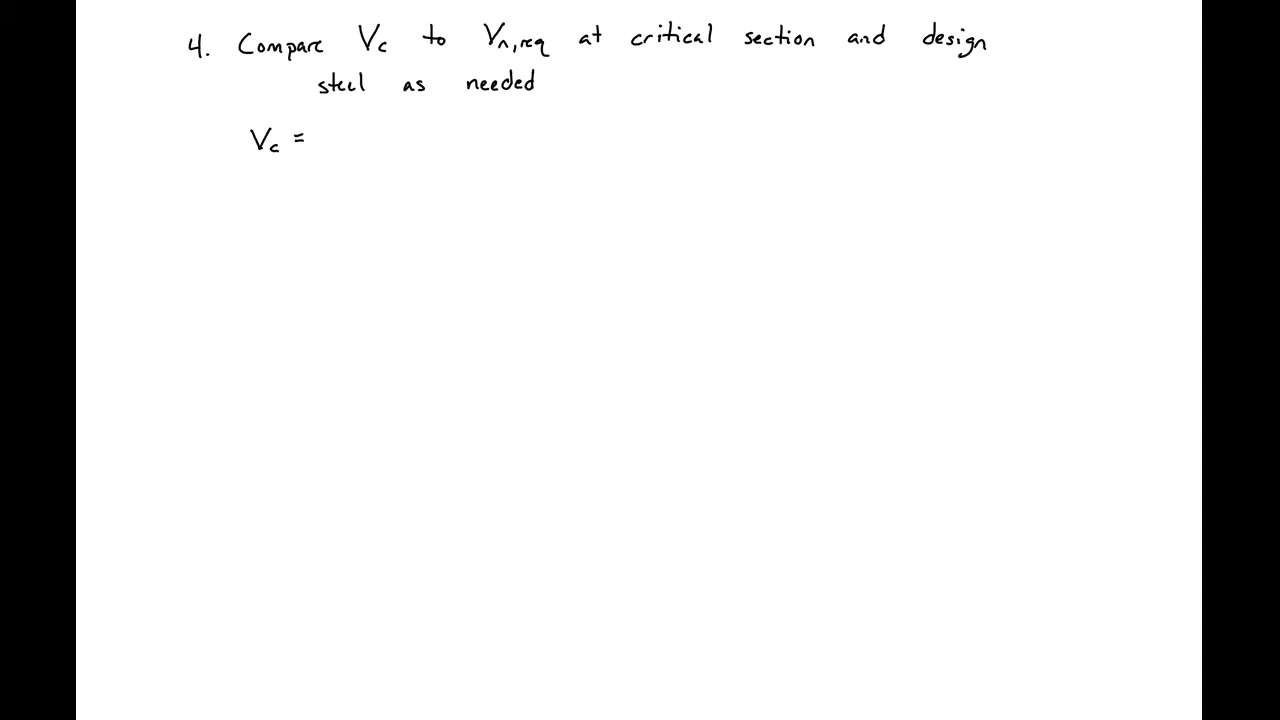 4. Compare Vc to Vn,req at critical section and design
steel as needed
Vc =